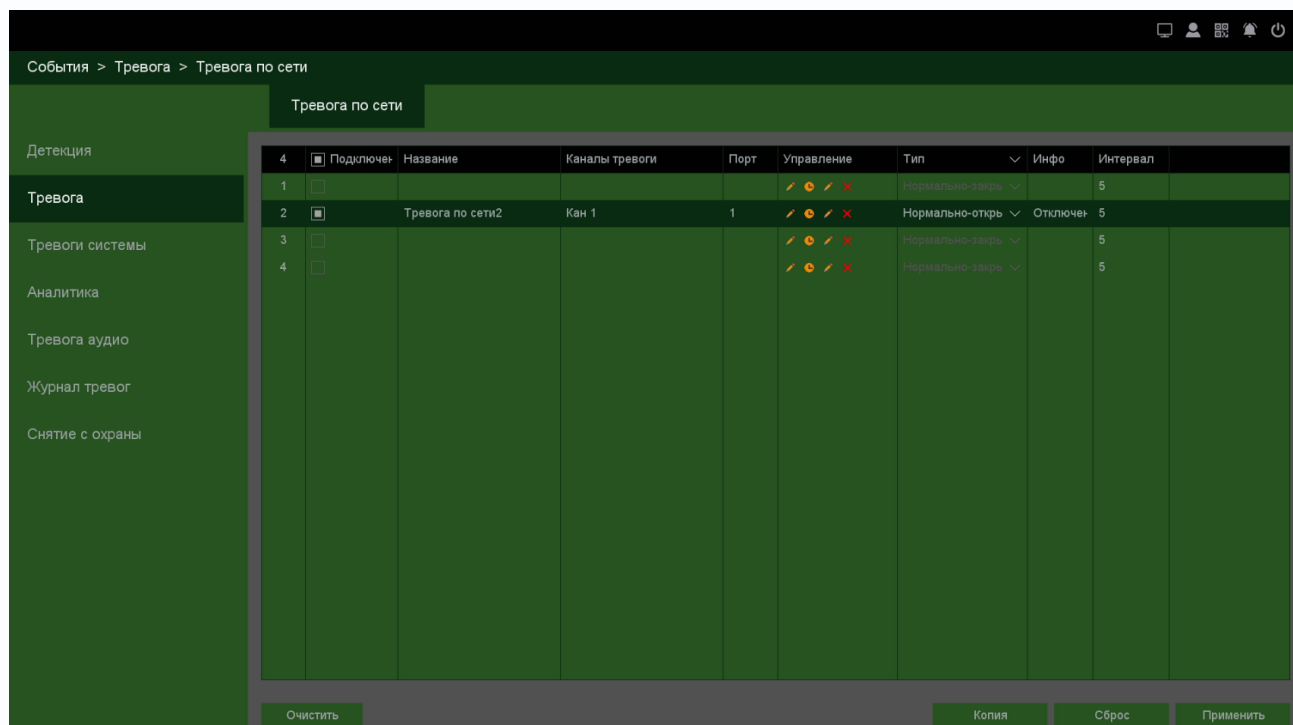 События > Тревога > Тревога по сети
Тревога по сети
Детекция
Тревога
Тревоги системы
Аналитика
Тревога аудио
Журнал тревог
Снятие с охраны
4 Подключен Название Каналы тревоги Порт Управление Тип Инфо Интервал
1 Нормально-закрь 5
2 Тревога по сети2 Кан 1 1 Нормально-откры Отключен 5
3 Нормально-закрь 5
4 Нормально-закрь 5
Очистить Копия Сброс Применить